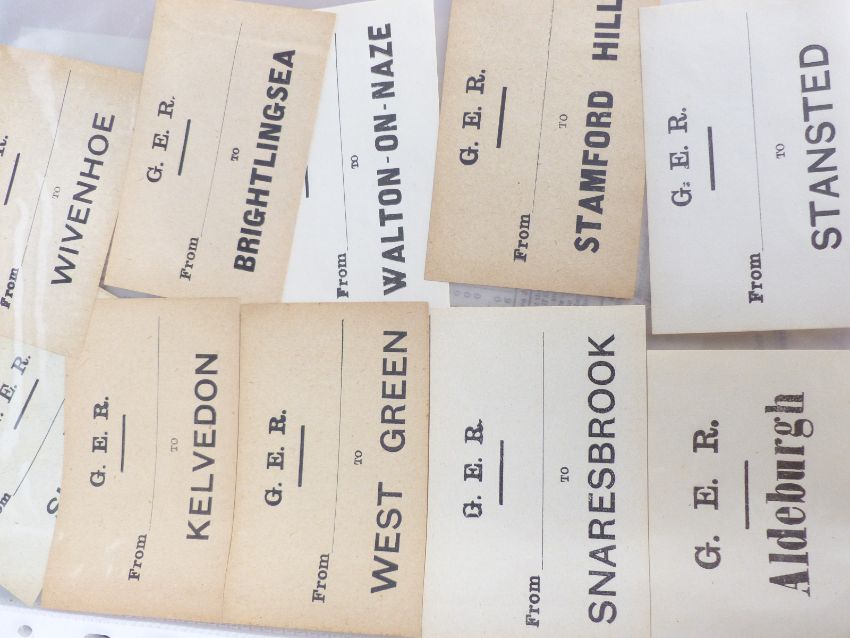 G. E. R.
From
TO
WIVENHOE
G. E. R.
From
TO
BRIGHTLINGSEA
From
TO
WALTON-ON-NAZE
G. E. R.
From
TO
STAMFORD HILL
G. E. R.
From
TO
STANSTED
E R.
G. E. R.
From
TO
KELVEDON
G. E. R.
From
TO
WEST GREEN
G. E. R.
From
TO
SNARESBROOK
G. E. R.
Aldeburgh